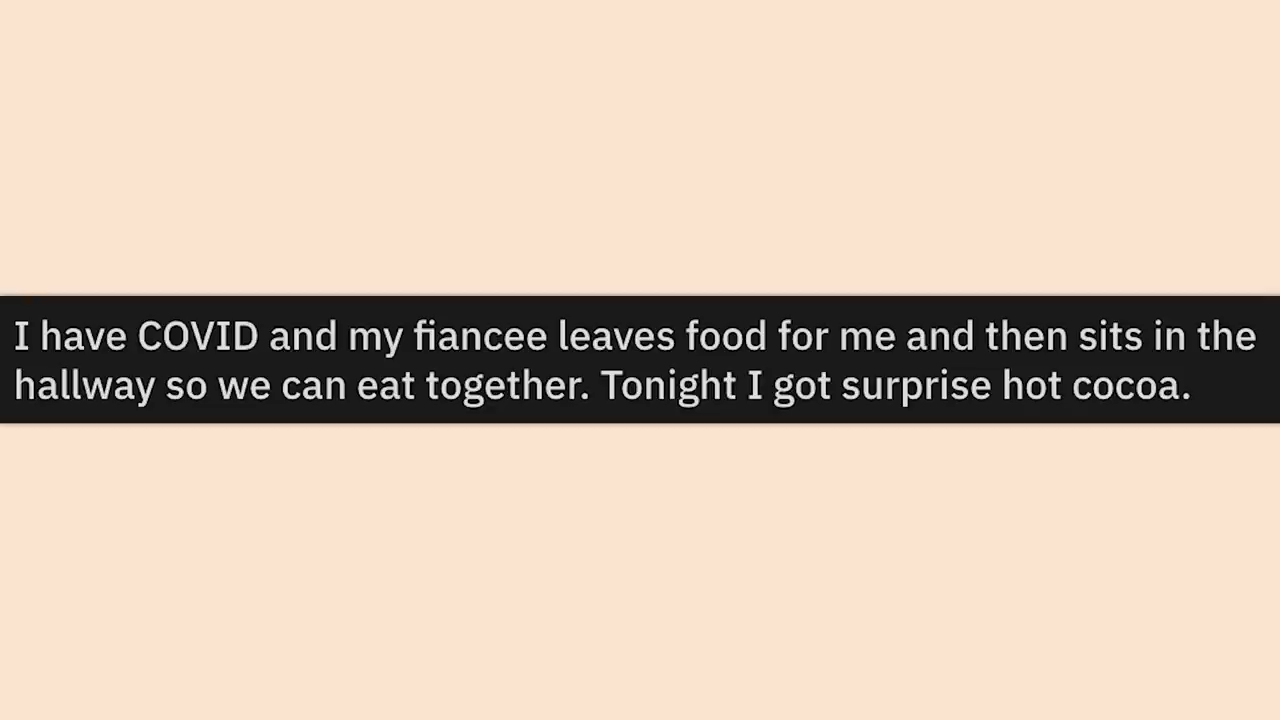 I have COVID and my fiancee leaves food for me and then sits in the
hallway so we can eat together. Tonight I got surprise hot cocoa.